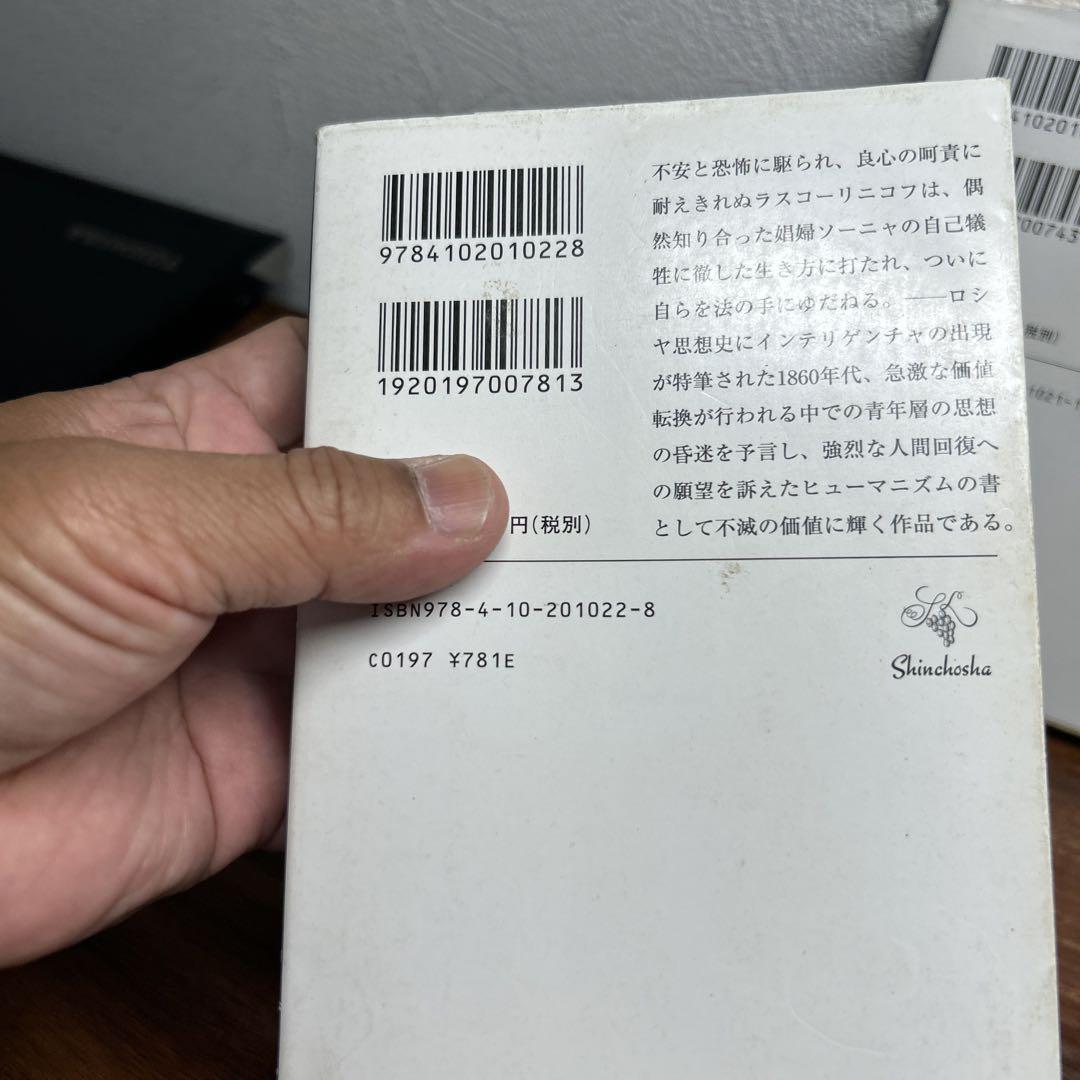 9784102010228
1920197007813
円(税別)
ISBN978-4-10-201022-8
C0197 ¥781E
不安と恐怖に駆られ、良心の呵責に
耐えきれぬラスコーリニコフは、偶
然知り合った娼婦ソーニャの自己犠
牲に徹した生き方に打たれ、ついに
自らを法の手にゆだねる。――ロシ
ヤ思想史にインテリゲンチャの出現
が特筆された1860年代、急激な価値
転換が行われる中での青年層の思想
の昏迷を予言し、強烈な人間回復へ
の願望を訴えたヒューマニズムの書
として不滅の価値に輝く作品である。
Shinchosha
410201
00743
税別)
1021-1